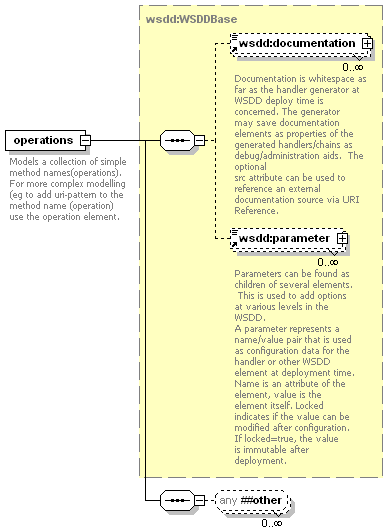 wsdd:WSDDBase
wsdd:documentation
0..∞
Documentation is whitespace as
far as the handler generator at
WSDD deploy time is
concerned. The generator
may save documentation
elements as properties of the
generated handlers/chains as
debug/administration aids. The
optional
src attribute can be used to
reference an external
documentation source via URI
Reference.
operations
Models a collection of simple
method names(operations).
For more complex modelling
(eg to add uri-pattern to the
method name (operation)
use the operation element.
wsdd:parameter
0..∞
Parameters can be found as
children of several elements.
This is used to add options
at various levels in the
WSDD.
A parameter represents a
name/value pair that is used
as configuration data for the
handler or other WSDD
element at deployment time.
Name is an attribute of the
element, value is the
element itself. Locked
indicates if the value can be
modified after configuration.
If locked=true, the value
is immutable after
deployment.
any ##other
0..∞